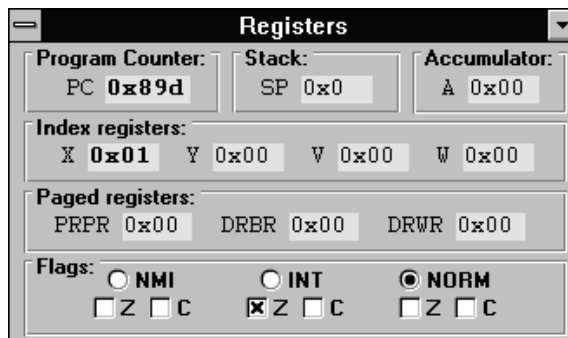 Registers
Program Counter: Stack: Accumulator:
PC 0x89d SP 0x0 A 0x00
Index registers:
X 0x01 Y 0x00 V 0x00 W 0x00
Paged registers:
PRPR 0x00 DRBR 0x00 DRWR 0x00
Flags: NMI INT NORM
Z C Z C Z C